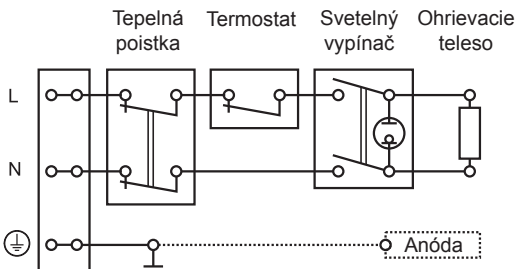 Tepelná poistka
Termostat
Svetelný vypínač
Ohrievacie teleso
L
N
Anóda